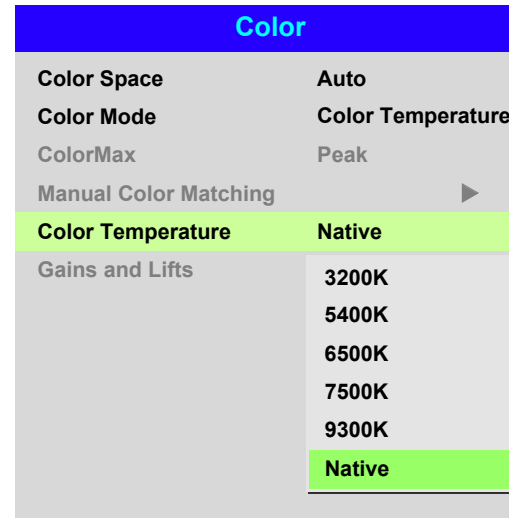 Color
Color Space Auto
Color Mode Color Temperature
ColorMax Peak
Manual Color Matching
Color Temperature Native
Gains and Lifts
3200K
5400K
6500K
7500K
9300K
Native